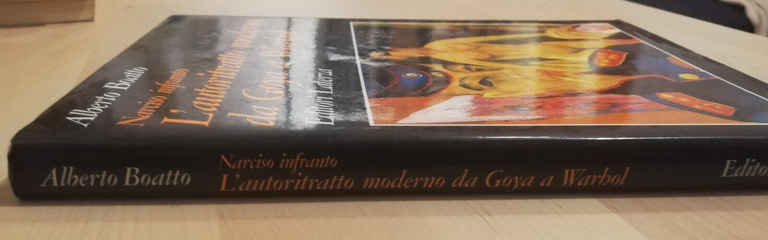 Alberto Boatto
Narciso infranto
L'autoritratto moderno
da Goya a Warhol
Editori Laterza
Alberto Boatto
Narciso infranto
L'autoritratto moderno da Goya a Warhol
Edito